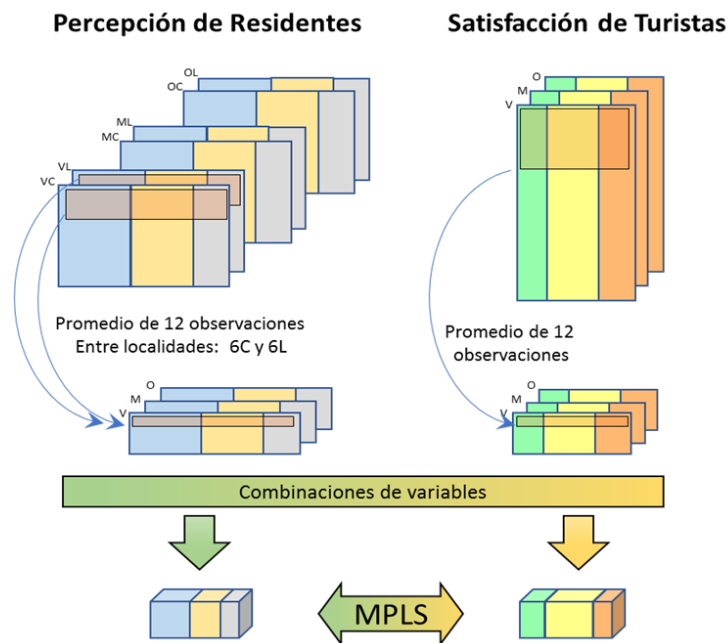 Percepción de Residentes
Satisfacción de Turistas
OL
OC
ML
MC
VL
VC
O
M
V
Promedio de 12 observaciones
Entre localidades: 6C y 6L
Promedio de 12
observaciones
O
M
V
O
M
V
Combinaciones de variables
MPLS